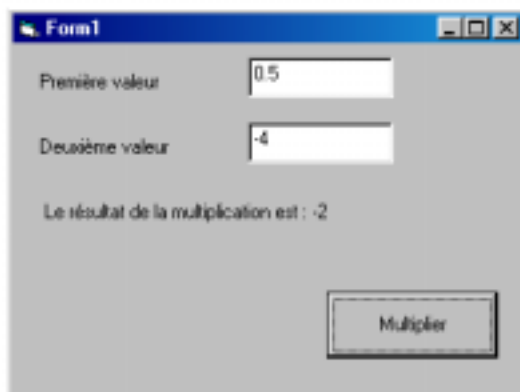 Form1
Première valeur 0.5
Deuxième valeur -4
Le résultat de la multiplication est : -2
Multiplier